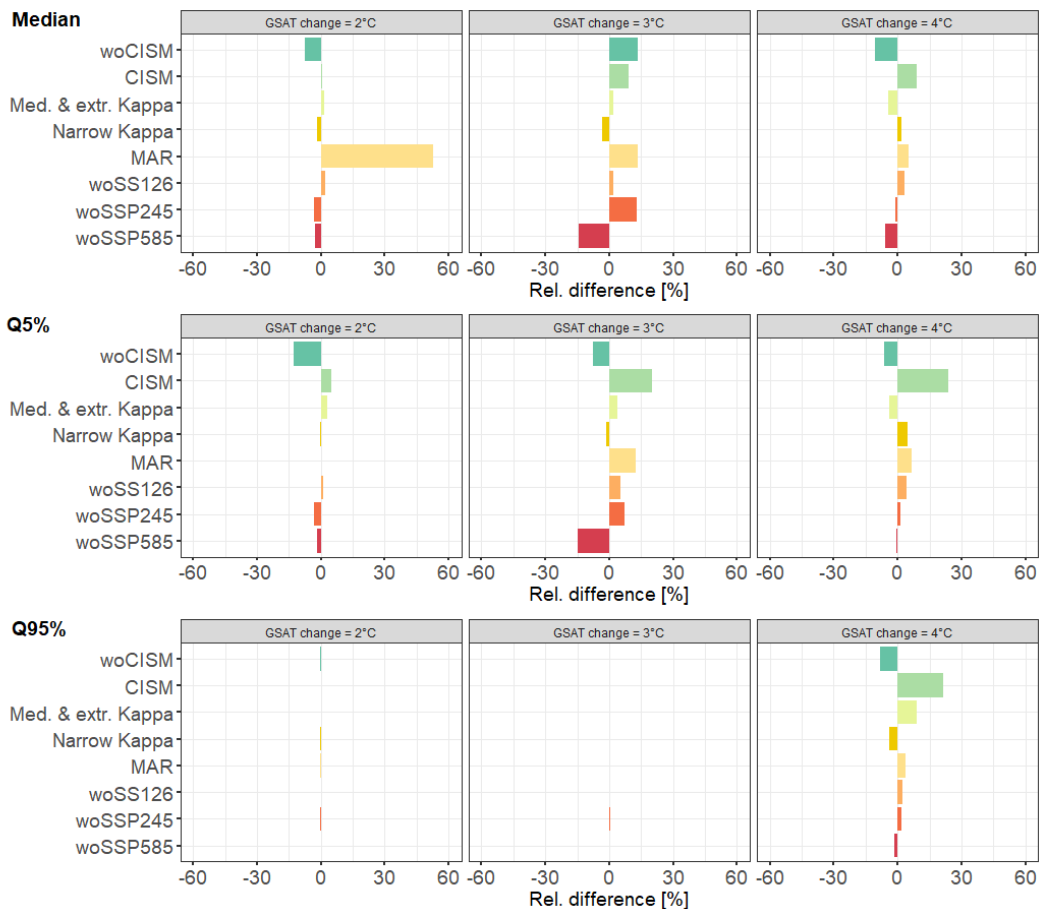 Median
GSAT change = 2°C GSAT change = 3°C GSAT change = 4°C
woCISM
CISM
Med. & extr. Kappa
Narrow Kappa
MAR
woSS126
woSSP245
woSSP585
-60 -30 0 30 60 -60 -30 0 30 60 -60 -30 0 30 60
Rel. difference [%]
Q5%
GSAT change = 2°C GSAT change = 3°C GSAT change = 4°C
woCISM
CISM
Med. & extr. Kappa
Narrow Kappa
MAR
woSS126
woSSP245
woSSP585
-60 -30 0 30 60 -60 -30 0 30 60 -60 -30 0 30 60
Rel. difference [%]
Q95%
GSAT change = 2°C GSAT change = 3°C GSAT change = 4°C
woCISM
CISM
Med. & extr. Kappa
Narrow Kappa
MAR
woSS126
woSSP245
woSSP585
-60 -30 0 30 60 -60 -30 0 30 60 -60 -30 0 30 60
Rel. difference [%]